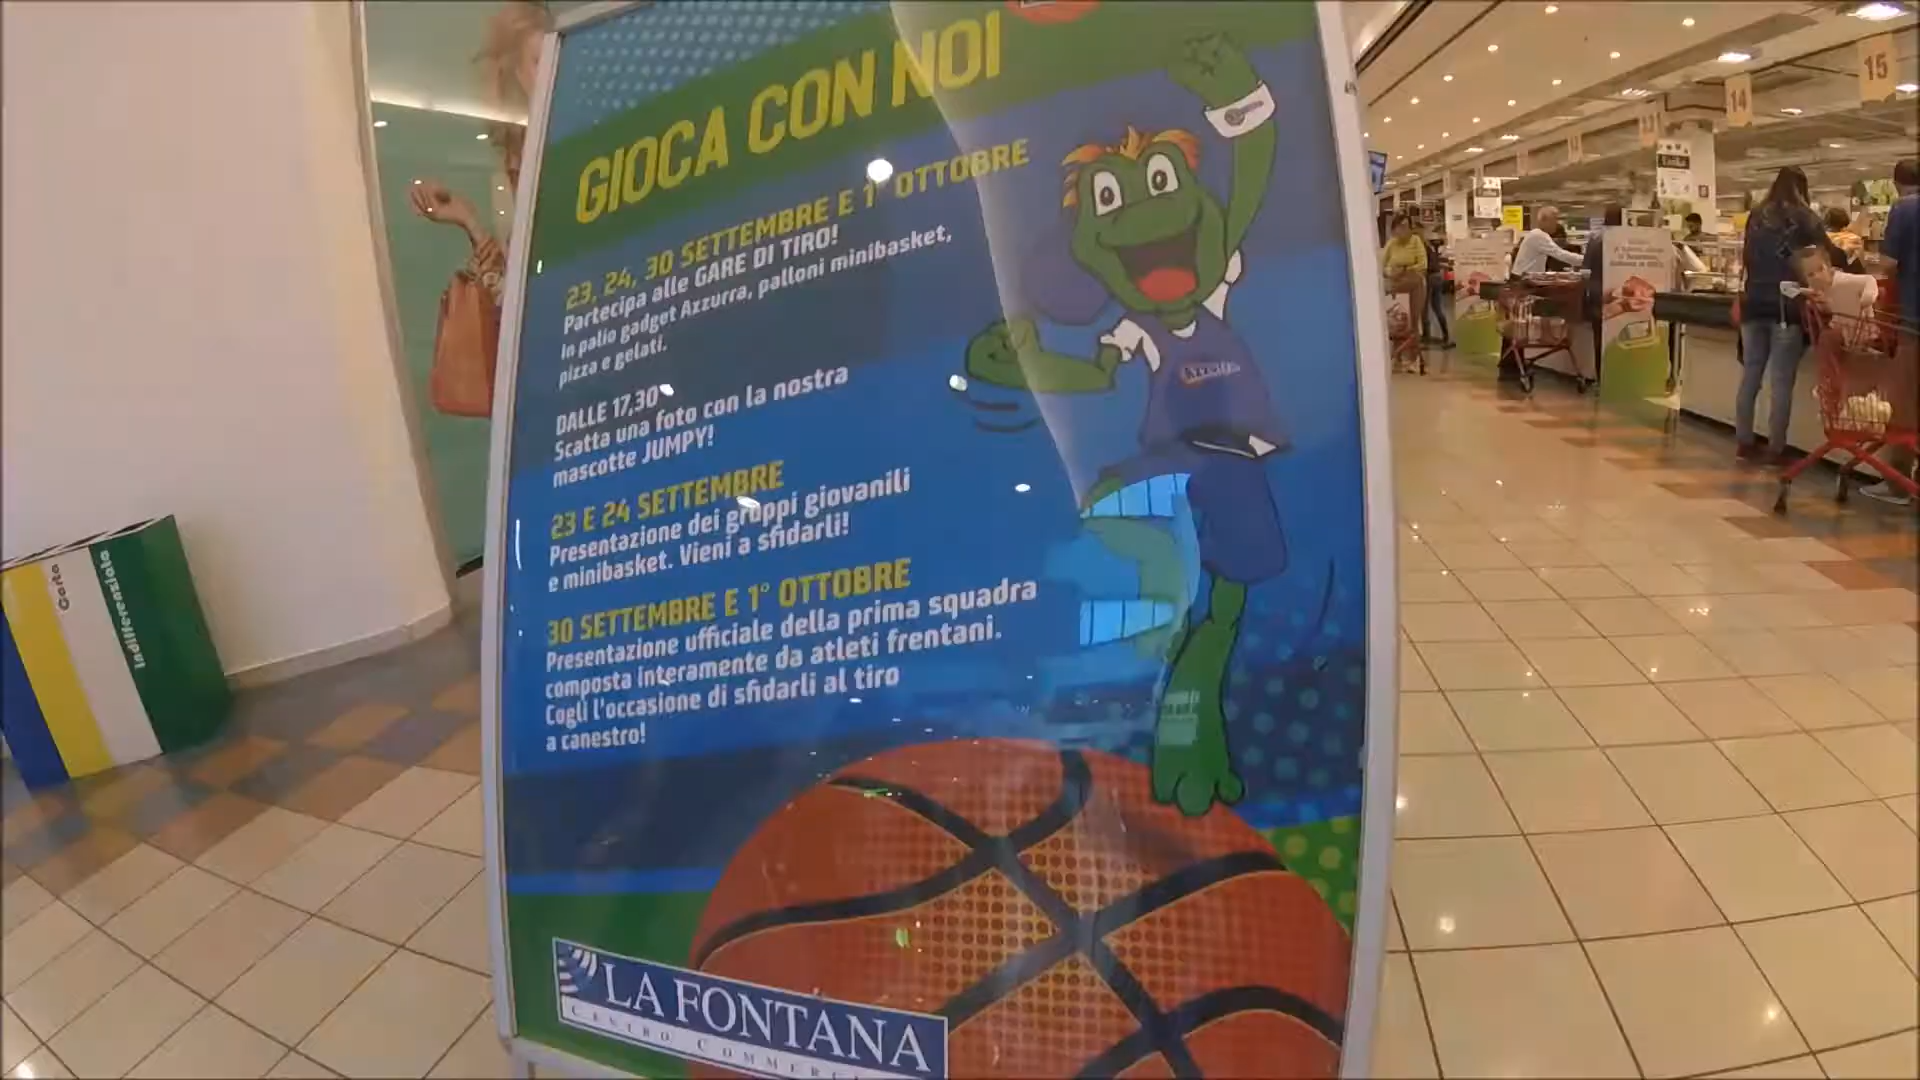 GIOCA CON NOI
23, 24, 30 SETTEMBRE E 1° OTTOBRE
Partecipa alle GARE DI TIRO!
In palio gadget Azzurra, palloni minibasket,
pizza e gelati.
DALLE 17,30
Scatta una foto con la nostra
mascotte JUMPY!
23 E 24 SETTEMBRE
Presentazione dei gruppi giovanili
e minibasket. Vieni a sfidarli!
30 SETTEMBRE E 1° OTTOBRE
Presentazione ufficiale della prima squadra
composta interamente da atleti frentani.
Cogli l'occasione di sfidarli al tiro
a canestro!
LA FONTANA
CENTRO
Azzurra
Carta
Indifferenziato
13
14
15